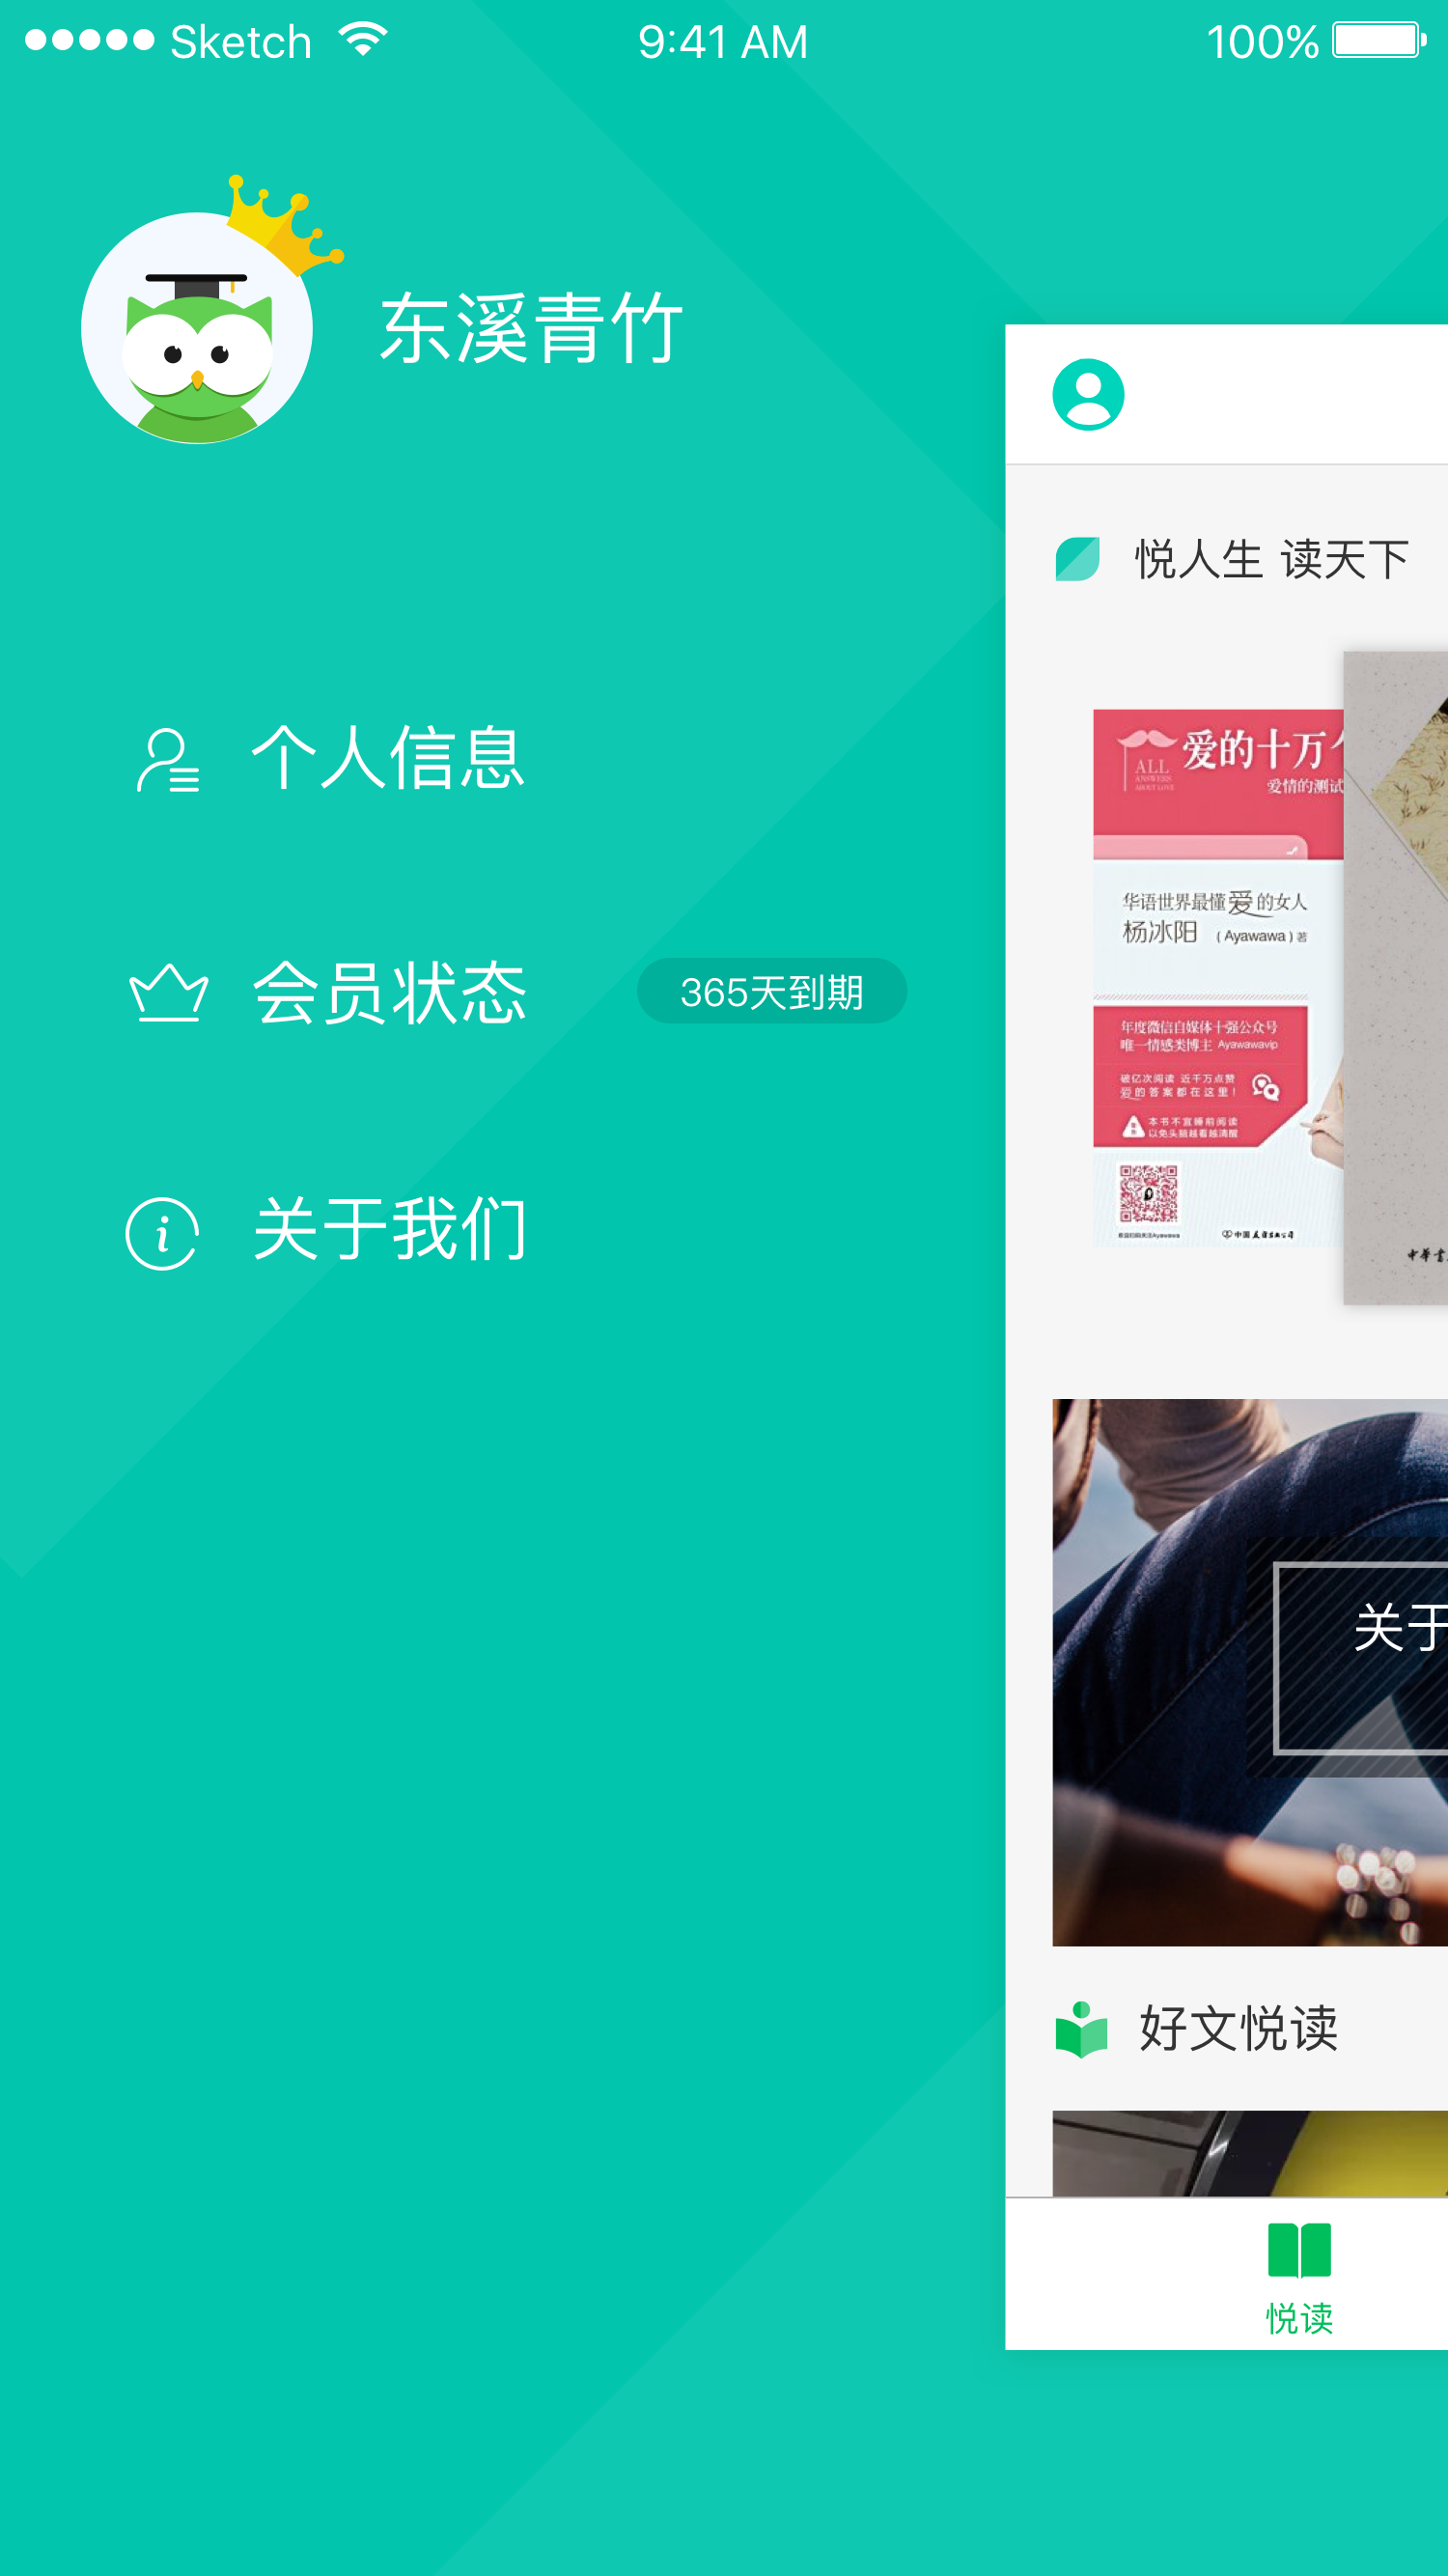 Sketch
9:41 AM
100%
东溪青竹
个人信息
会员状态
365天到期
关于我们
悦人生 读天下
爱的十万个
ALL
ANSWERS
ABOUT LOVE
爱情的测试
华语世界最懂爱的女人
杨冰阳 (Ayawawa)著
年度微信自媒体十强公众号
唯一情感类博主 Ayawawavip
破亿次阅读 近千万点赞
爱的答案都在这里!
本书不宜睡前阅读
以免头脑越看越清醒
中華書
关于
好文悦读
悦读